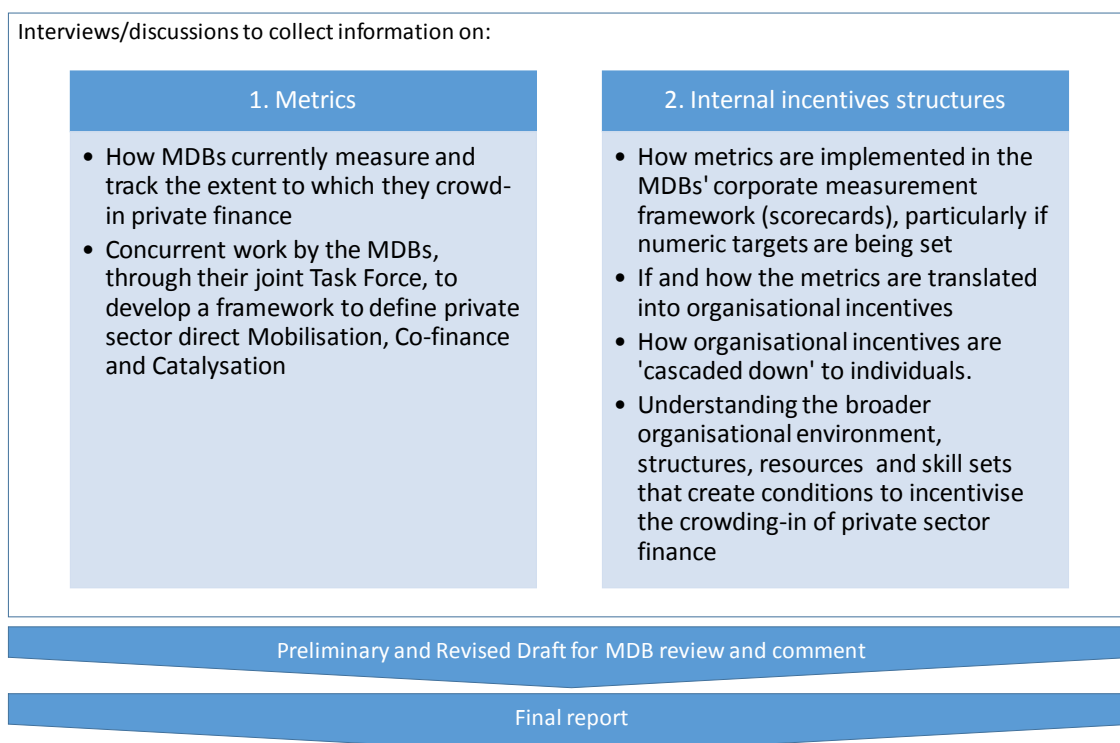 Interviews/discussions to collect information on:
1. Metrics
• How MDBs currently measure and
track the extent to which they crowd-
in private finance
• Concurrent work by the MDBs,
through their joint Task Force, to
develop a framework to define private
sector direct Mobilisation, Co-finance
and Catalysation
2. Internal incentives structures
• How metrics are implemented in the
MDBs' corporate measurement
framework (scorecards), particularly if
numeric targets are being set
• If and how the metrics are translated
into organisational incentives
• How organisational incentives are
'cascaded down' to individuals.
• Understanding the broader
organisational environment,
structures, resources and skill sets
that create conditions to incentivise
the crowding-in of private sector
finance
Preliminary and Revised Draft for MDB review and comment
Final report